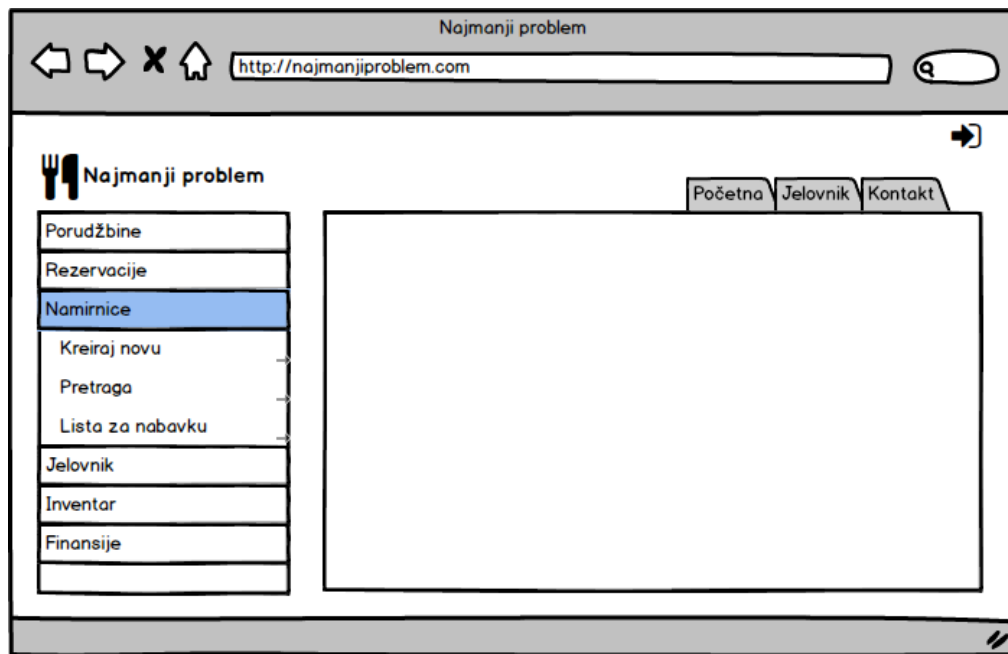 Najmanji problem
http://najmanjiproblem.com
Najmanji problem
Početna Jelovnik Kontakt
Porudžbine
Rezervacije
Namirnice
Kreiraj novu
Pretraga
Lista za nabavku
Jelovnik
Inventar
Finansije